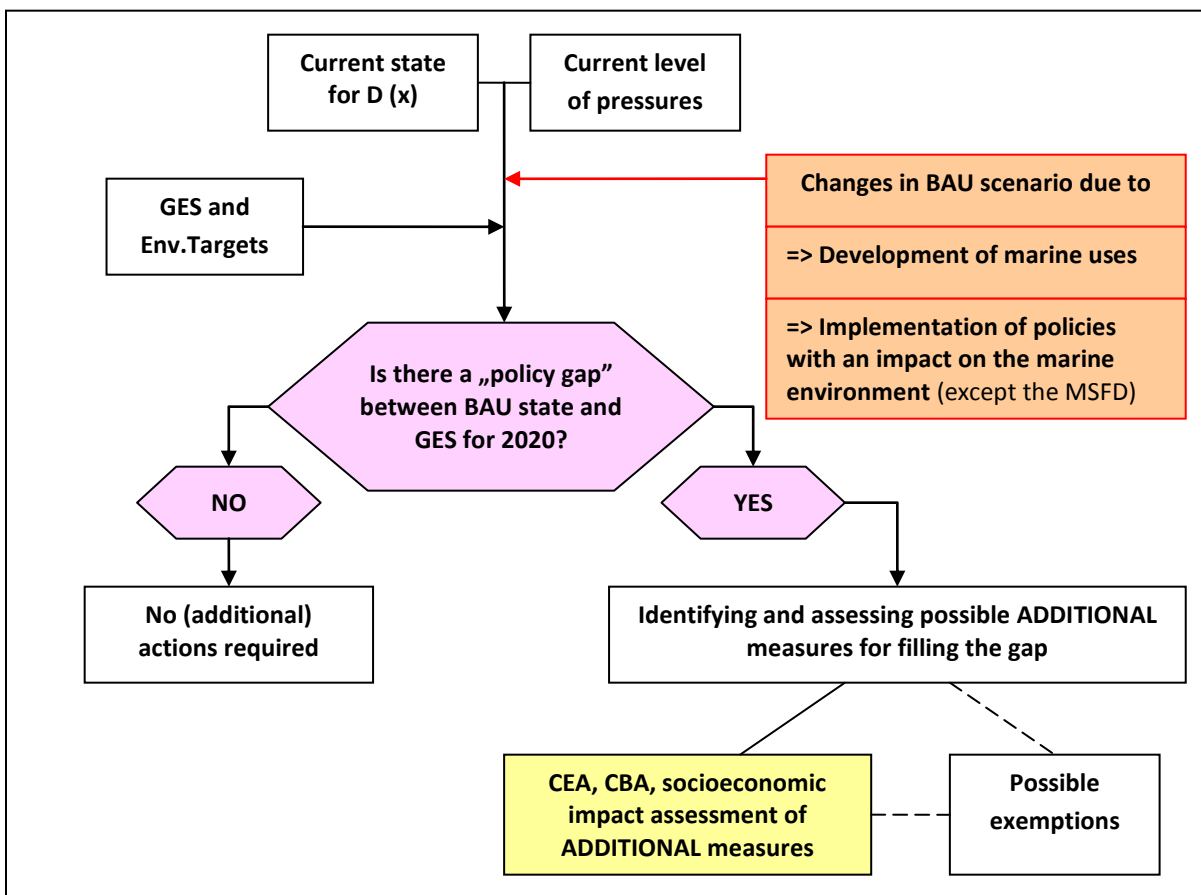 Current state
for D (x)
Current level
of pressures
Changes in BAU scenario due to
=> Development of marine uses
=> Implementation of policies
with an impact on the marine
environment (except the MSFD)
GES and
Env.Targets
Is there a „policy gap”
between BAU state and
GES for 2020?
NO
YES
No (additional)
actions required
Identifying and assessing possible ADDITIONAL
measures for filling the gap
CEA, CBA, socioeconomic
impact assessment of
ADDITIONAL measures
Possible
exemptions